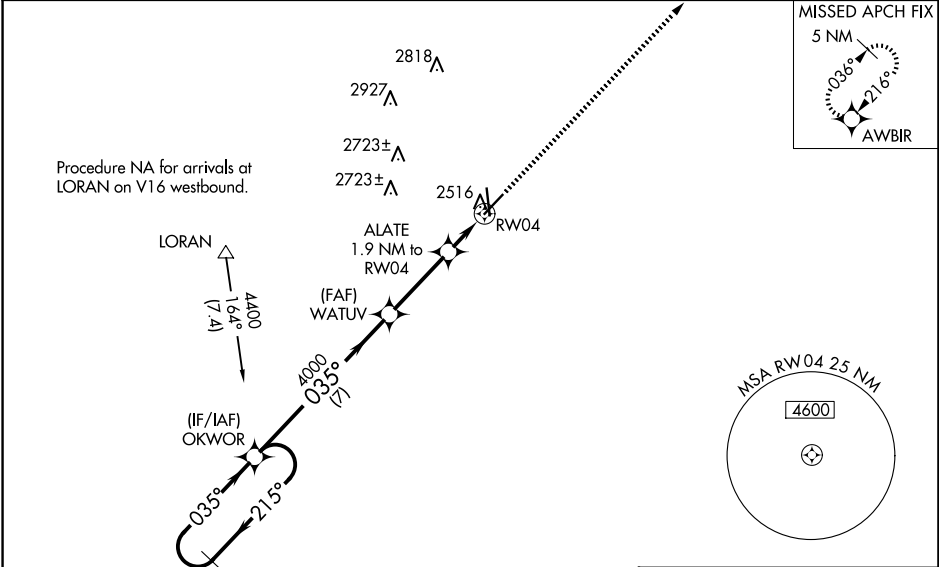 MISSED APCH FIX
5 NM
036°
216°
AWBIR
2818
2927
2723±
2723±
2516
Procedure NA for arrivals at
LORAN on V16 westbound.
RW04
ALATE
1.9 NM to
RW04
LORAN
4400
164°
(7.4)
(FAF)
WATUV
4000
035°
(7)
MSA RW04 25 NM
4600
(IF/IAF)
OKWOR
035°
215°